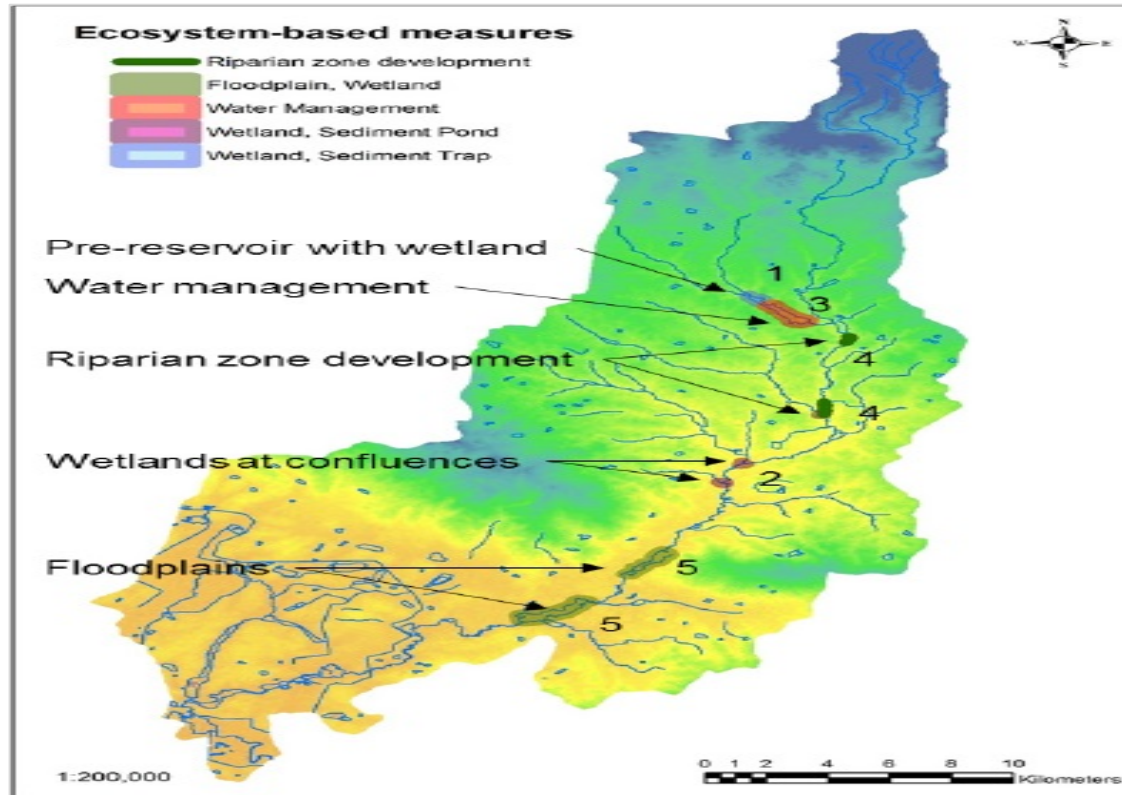 Ecosystem-based measures
Riparian zone development
Floodplain, Wetland
Water Management
Wetland, Sediment Pond
Wetland, Sediment Trap
N
W E
S
Pre-reservoir with wetland
1
Water management
3
Riparian zone development
4
4
Wetlands at confluences
2
Floodplains
5
5
1:200,000
0 1 2 4 6 8 10
Kilometers